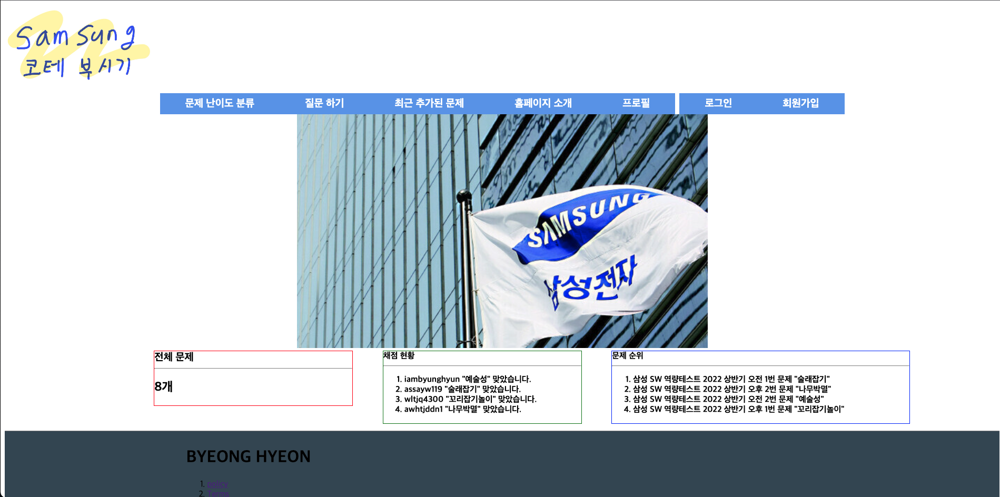 Samsung
코테 부시기
문제 난이도 분류 질문 하기 최근 추가된 문제 홈페이지 소개 프로필 로그인 회원가입
SAMSUNG
삼성전자
전체 문제
8개
채점 현황
1. iambyunghyun "예술성" 맞았습니다.
2. assayw119 "술래잡기" 맞았습니다.
3. wltjq4300 "꼬리잡기놀이" 맞았습니다.
4. awhtjddn1 "나무박멸" 맞았습니다.
문제 순위
1. 삼성 SW 역량테스트 2022 상반기 오전 1번 문제 "술래잡기"
2. 삼성 SW 역량테스트 2022 상반기 오후 2번 문제 "나무박멸"
3. 삼성 SW 역량테스트 2022 상반기 오전 2번 문제 "예술성"
4. 삼성 SW 역량테스트 2022 상반기 오후 1번 문제 "꼬리잡기놀이"
BYEONG HYEON
1. policy
2. Terms